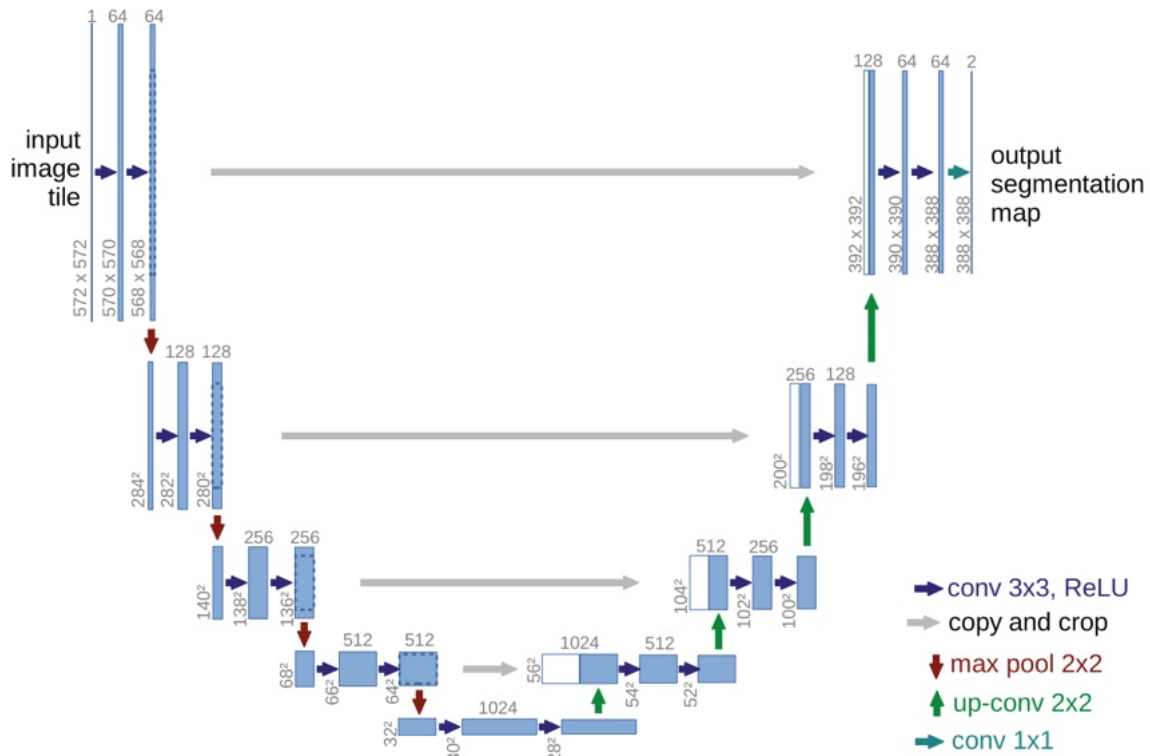 1 64 64
128 64 64 2
input
image
tile
output
segmentation
map
572 x 572
570 x 570
568 x 568
392 x 392
390 x 390
388 x 388
388 x 388
128 128
256 128
284²
282²
280²
200²
198²
196²
256 256
512 256
140²
138²
136²
104²
102²
100²
512 512
1024 512
68²
66²
64²
56²
54²
52²
1024
32²
30²
28²
conv 3x3, ReLU
copy and crop
max pool 2x2
up-conv 2x2
conv 1x1